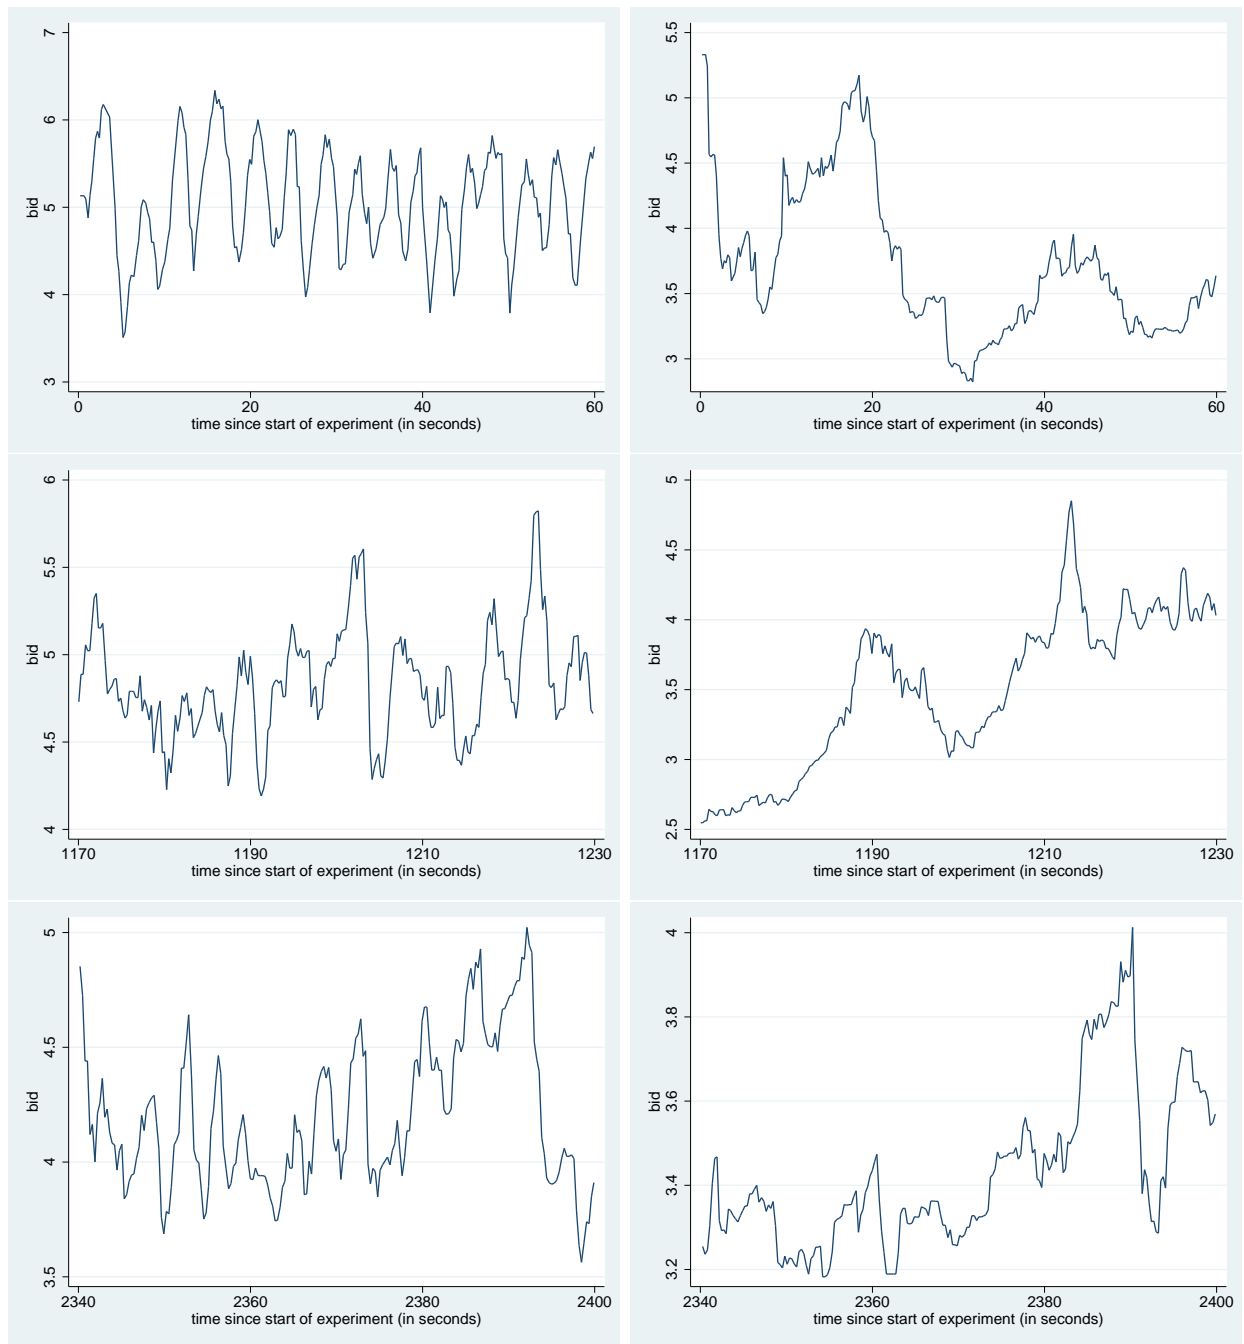 7
6
5
4
3
bid
0 20 40 60
time since start of experiment (in seconds)
5.5
5
4.5
4
3.5
3
bid
0 20 40 60
time since start of experiment (in seconds)
6
5.5
5
4.5
4
bid
1170 1190 1210 1230
time since start of experiment (in seconds)
5
4.5
4
3.5
3
2.5
bid
1170 1190 1210 1230
time since start of experiment (in seconds)
5
4.5
4
3.5
bid
2340 2360 2380 2400
time since start of experiment (in seconds)
4
3.8
3.6
3.4
3.2
bid
2340 2360 2380 2400
time since start of experiment (in seconds)